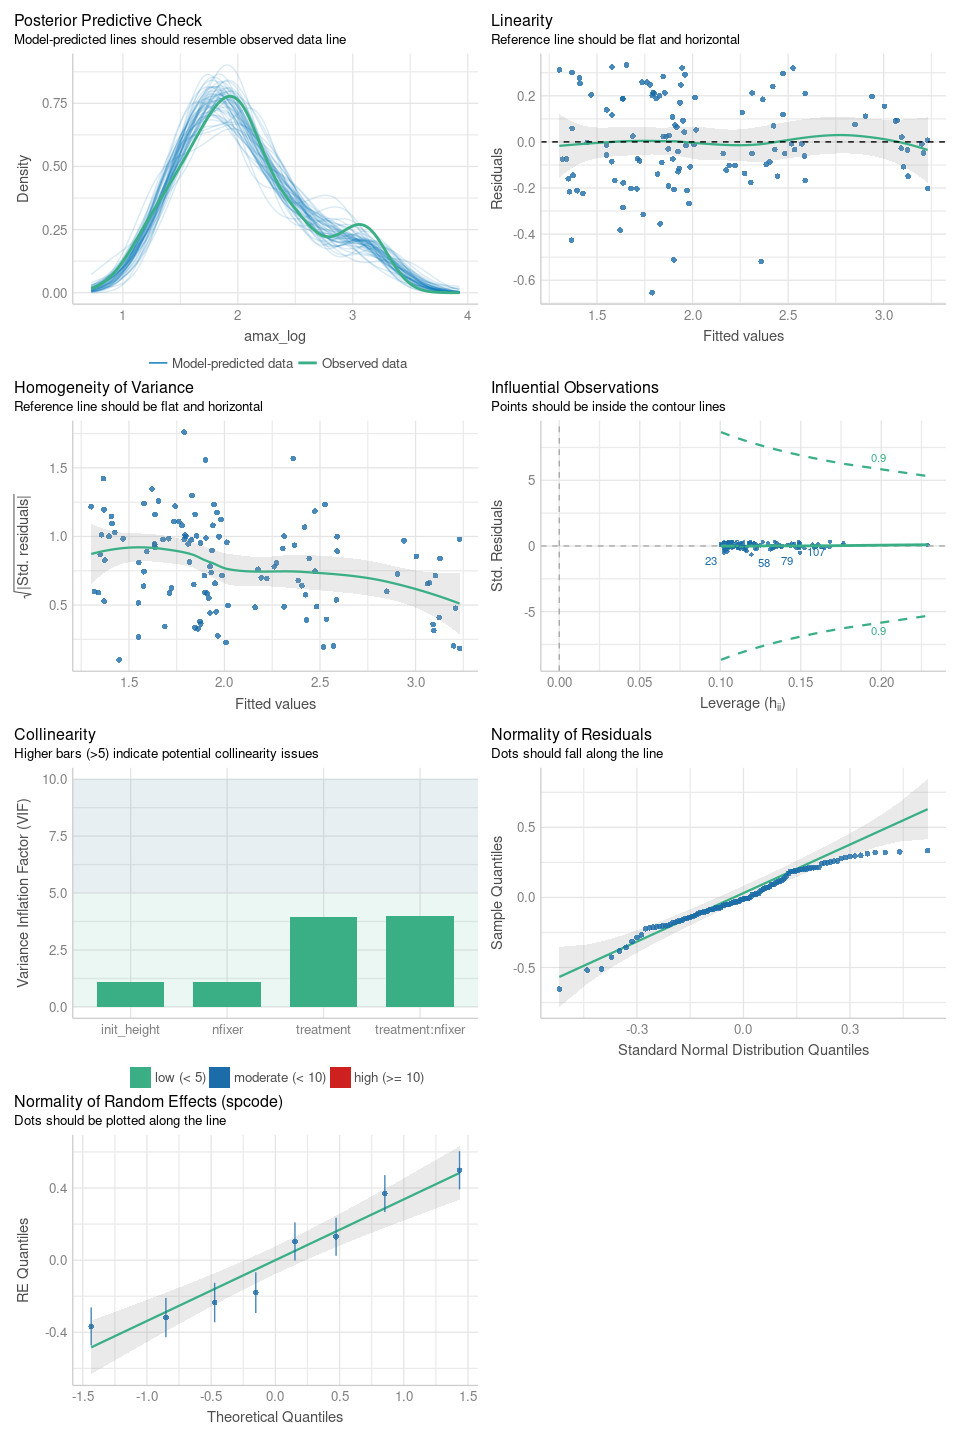 Posterior Predictive Check
Model-predicted lines should resemble observed data line
Density
0.75
0.50
0.25
0.00
1 2 3 4
amax_log
Model-predicted data Observed data
Linearity
Reference line should be flat and horizontal
Residuals
0.2
0.0
-0.2
-0.4
-0.6
1.5 2.0 2.5 3.0
Fitted values
Homogeneity of Variance
Reference line should be flat and horizontal
√|Std. residuals|
1.5
1.0
0.5
1.5 2.0 2.5 3.0
Fitted values
Influential Observations
Points should be inside the contour lines
Std. Residuals
5
0
-5
0.9
23 58 79 107
0.9
0.00 0.05 0.10 0.15 0.20
Leverage (hii)
Collinearity
Higher bars (>5) indicate potential collinearity issues
Variance Inflation Factor (VIF)
10.0
7.5
5.0
2.5
0.0
init_height nfixer treatment treatment:nfixer
low (< 5) moderate (< 10) high (>= 10)
Normality of Residuals
Dots should fall along the line
Sample Quantiles
0.5
0.0
-0.5
-0.3 0.0 0.3
Standard Normal Distribution Quantiles
Normality of Random Effects (spcode)
Dots should be plotted along the line
RE Quantiles
0.4
0.0
-0.4
-1.5 -1.0 -0.5 0.0 0.5 1.0 1.5
Theoretical Quantiles